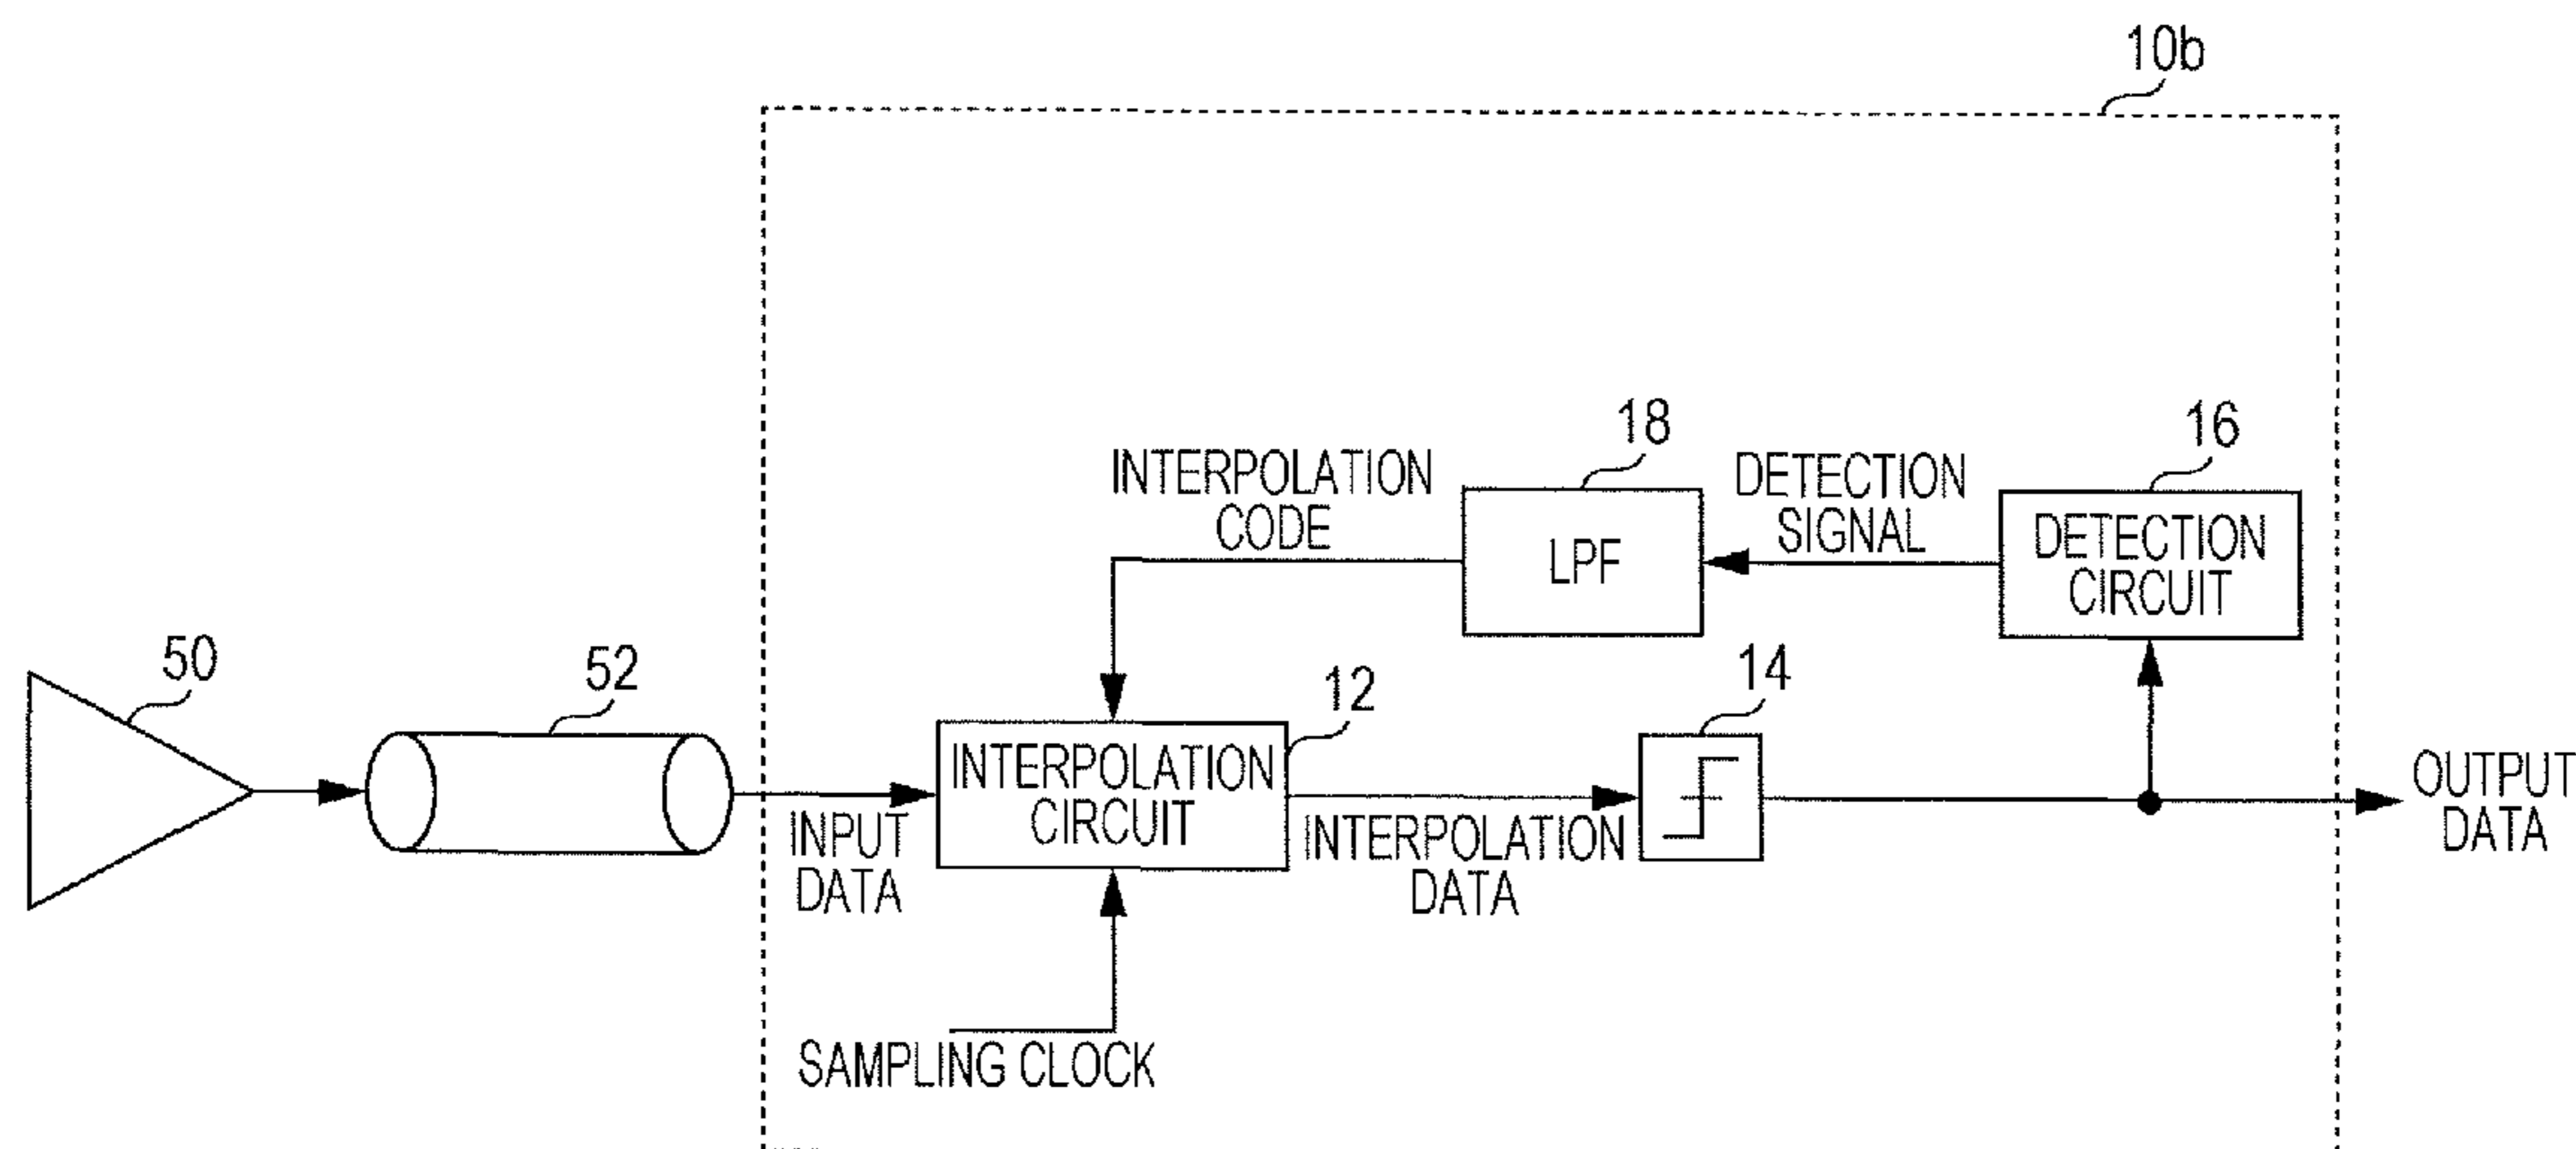 10b
18
16
INTERPOLATION
CODE
DETECTION
SIGNAL
LPF
DETECTION
CIRCUIT
50
52
12
14
INTERPOLATION
CIRCUIT
INPUT
DATA
INTERPOLATION
DATA
OUTPUT
DATA
SAMPLING CLOCK